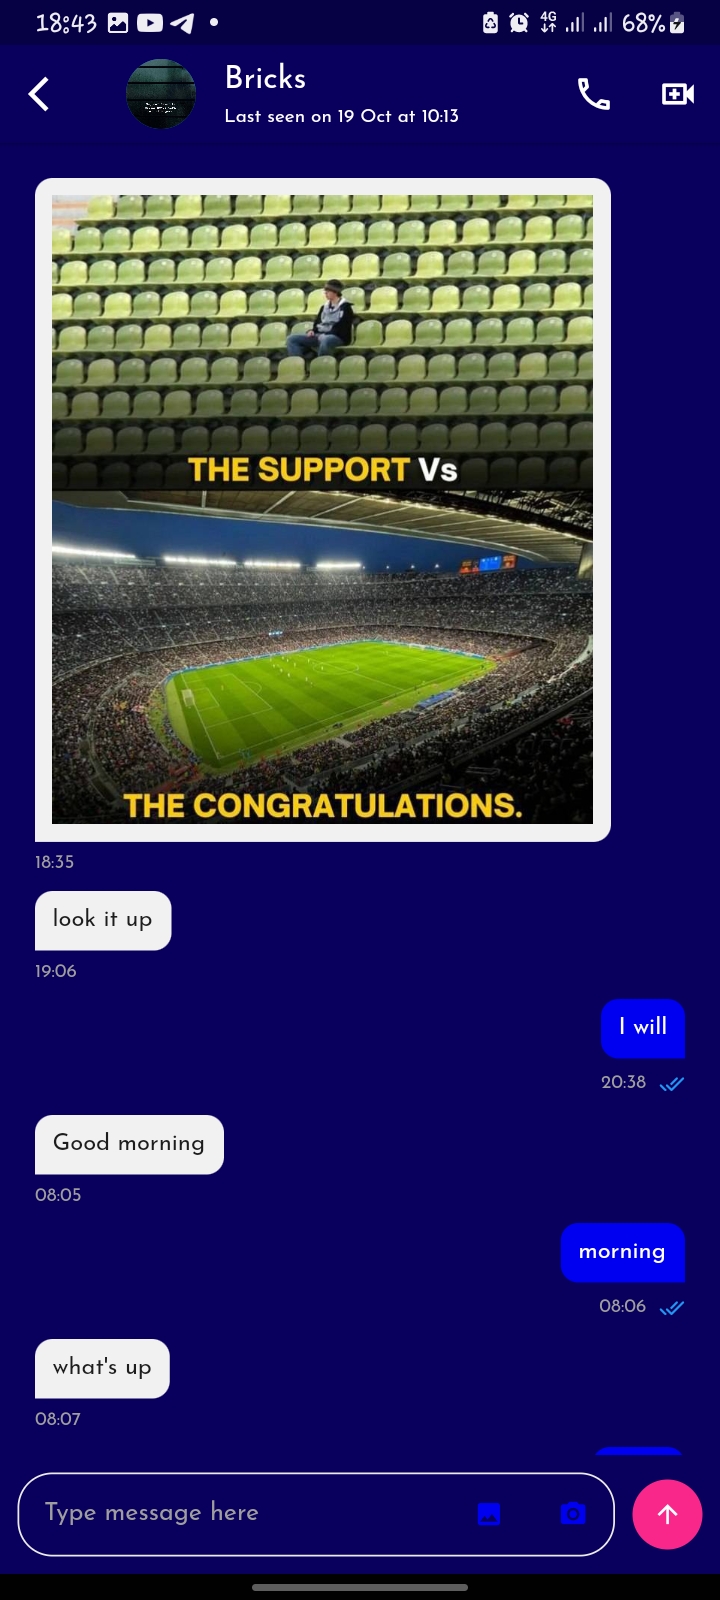 18:43
4G
68%
Bricks
Last seen on 19 Oct at 10:13
THE SUPPORT Vs
THE CONGRATULATIONS.
18:35
look it up
19:06
I will
20:38
Good morning
08:05
morning
08:06
what's up
08:07
Type message here